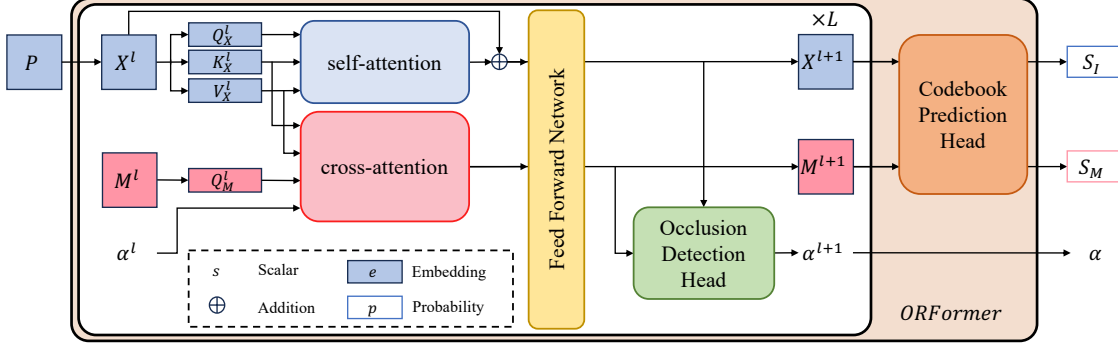 ×L
P
X^l
Q_X^l
K_X^l
V_X^l
self-attention
cross-attention
M^l
Q_M^l
α^l
Feed Forward Network
X^{l+1}
M^{l+1}
Occlusion
Detection
Head
α^{l+1}
Codebook
Prediction
Head
S_I
S_M
α
s Scalar
e Embedding
Addition
p Probability
ORFormer